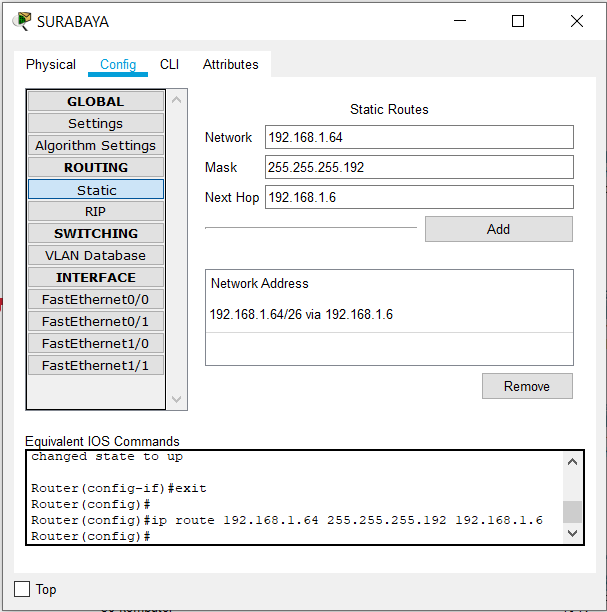 SURABAYA
Physical Config CLI Attributes
GLOBAL
Settings
Algorithm Settings
ROUTING
Static
RIP
SWITCHING
VLAN Database
INTERFACE
FastEthernet0/0
FastEthernet0/1
FastEthernet1/0
FastEthernet1/1
Static Routes
Network 192.168.1.64
Mask 255.255.255.192
Next Hop 192.168.1.6
Add
Network Address
192.168.1.64/26 via 192.168.1.6
Remove
Equivalent IOS Commands
changed state to up
Router(config-if)#exit
Router(config)#
Router(config)#ip route 192.168.1.64 255.255.255.192 192.168.1.6
Router(config)#
Top